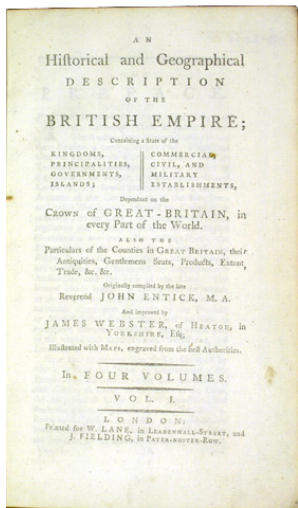 AN
Hiſtorical and Geographical
DESCRIPTION
OF THE
BRITISH EMPIRE;
Containing a State of the
KINGDOMS,
PRINCIPALITIES,
GOVERNMENTS,
ISLANDS;
COMMERCIAL,
CIVIL, AND
MILITARY
ESTABLISHMENTS,
Dependant on the
CROWN of GREAT-BRITAIN, in
every Part of the World.
ALSO THE
Particulars of the Counties in GREAT BRITAIN, their
Antiquities, Gentlemens Seats, Products, Extent,
Trade, &c. &c.
Originally compiled by the late
Reverend JOHN ENTICK, M. A.
And improved by
JAMES WEBSTER, of HEATON, in
YORKSHIRE, Eſq;
Illuſtrated with MAPS, engraved from the beſt Authorities.
In FOUR VOLUMES.
VOL. I.
LONDON:
Printed for W. LANE, in LEADENHALL-STREET, and
J. FIELDING, in PATER-NOSTER-ROW.